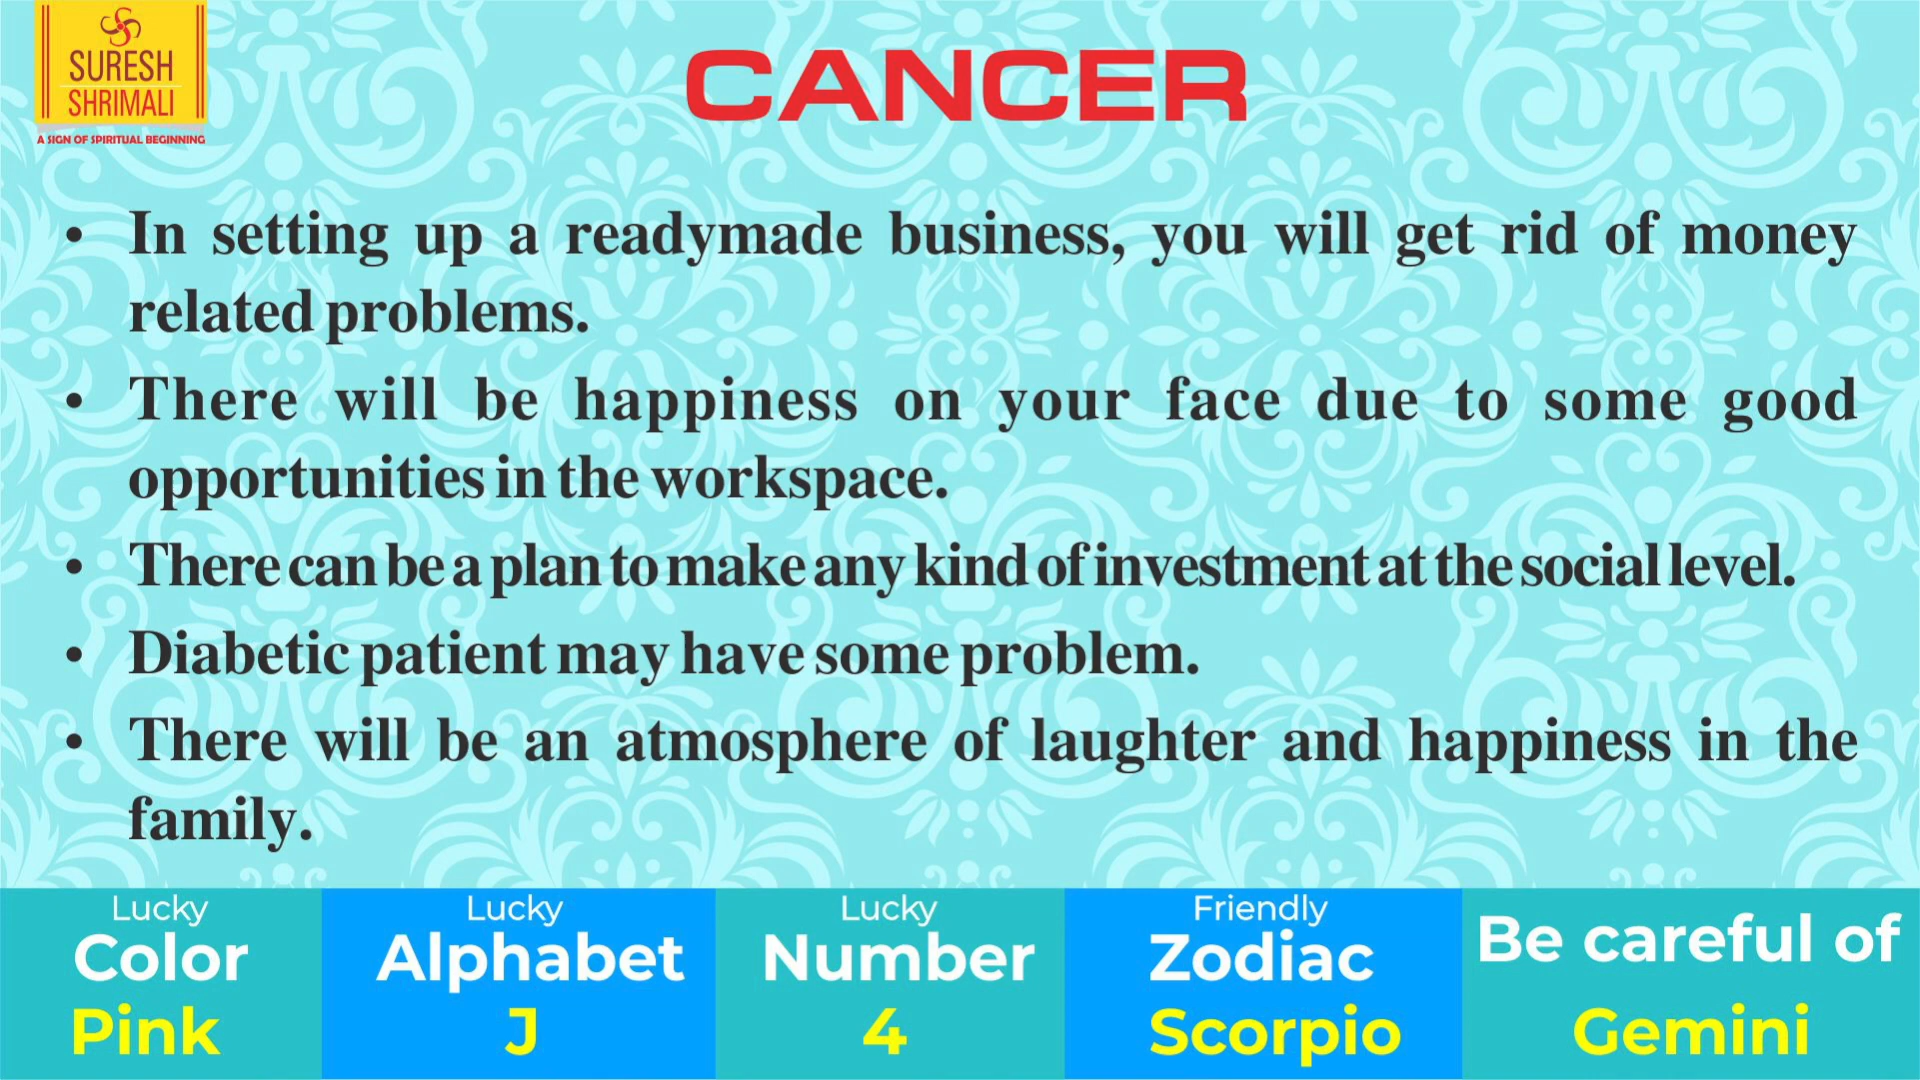 SURESH
SHRIMALI
A SIGN OF SPIRITUAL BEGINNING
CANCER
• In setting up a readymade business, you will get rid of money
related problems.
• There will be happiness on your face due to some good
opportunities in the workspace.
• There can be a plan to make any kind of investment at the social level.
• Diabetic patient may have some problem.
• There will be an atmosphere of laughter and happiness in the
family.
Lucky
Color
Pink
Lucky
Alphabet
J
Lucky
Number
4
Friendly
Zodiac
Scorpio
Be careful of
Gemini